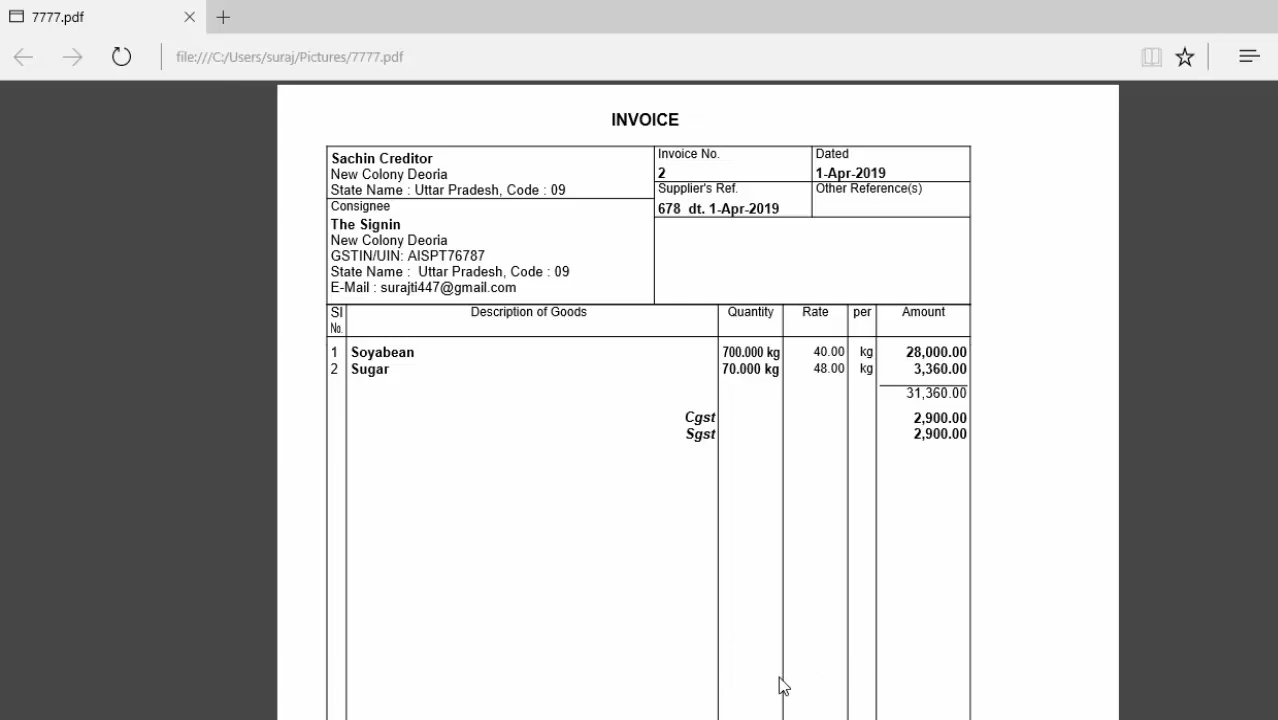 7777.pdf
file:///C:/Users/suraj/Pictures/7777.pdf
INVOICE
Sachin Creditor
New Colony Deoria
State Name : Uttar Pradesh, Code : 09
Invoice No.
2
Dated
1-Apr-2019
Supplier's Ref.
678 dt. 1-Apr-2019
Other Reference(s)
Consignee
The Signin
New Colony Deoria
GSTIN/UIN: AISPT76787
State Name : Uttar Pradesh, Code : 09
E-Mail : surajti447@gmail.com
Sl No. Description of Goods Quantity Rate per Amount
1 Soyabean 700.000 kg 40.00 kg 28,000.00
2 Sugar 70.000 kg 48.00 kg 3,360.00
31,360.00
Cgst 2,900.00
Sgst 2,900.00